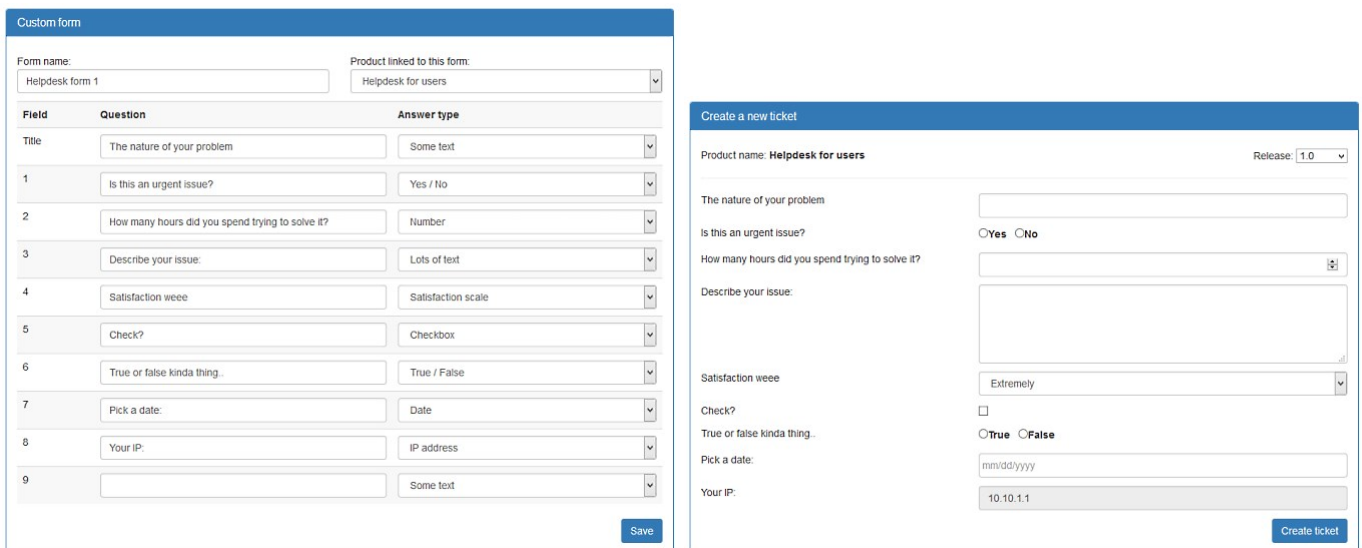 Custom form
Form name: Product linked to this form:
Helpdesk form 1 Helpdesk for users
Field Question Answer type
Title The nature of your problem Some text
1 Is this an urgent issue? Yes / No
2 How many hours did you spend trying to solve it? Number
3 Describe your issue: Lots of text
4 Satisfaction weee Satisfaction scale
5 Check? Checkbox
6 True or false kinda thing.. True / False
7 Pick a date: Date
8 Your IP: IP address
9 Some text
Save
Create a new ticket
Product name: Helpdesk for users Release: 1.0
The nature of your problem
Is this an urgent issue? Yes No
How many hours did you spend trying to solve it?
Describe your issue:
Satisfaction weee Extremely
Check?
True or false kinda thing.. True False
Pick a date: mm/dd/yyyy
Your IP: 10.10.1.1
Create ticket